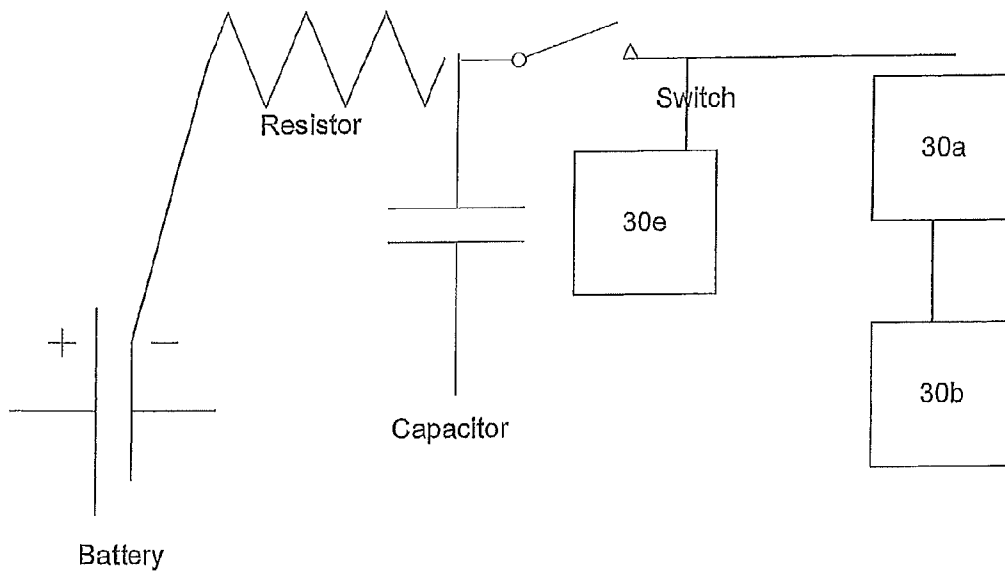 Resistor
Switch
30a
30e
+ −
30b
Capacitor
Battery